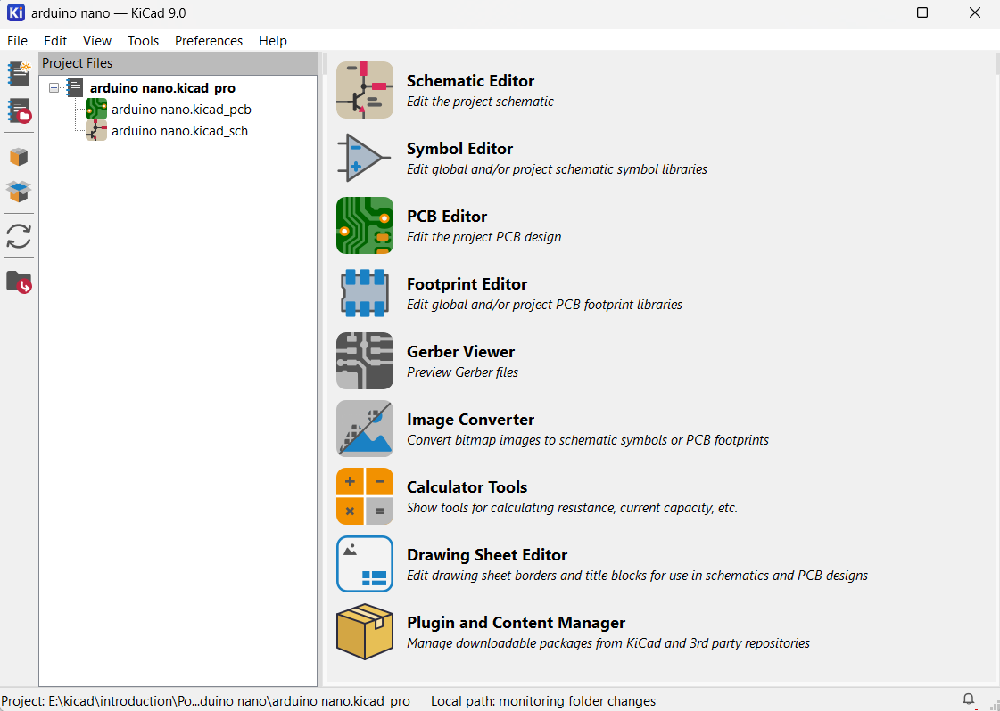 arduino nano — KiCad 9.0
File Edit View Tools Preferences Help
Project Files
arduino nano.kicad_pro
arduino nano.kicad_pcb
arduino nano.kicad_sch
Schematic Editor
Edit the project schematic
Symbol Editor
Edit global and/or project schematic symbol libraries
PCB Editor
Edit the project PCB design
Footprint Editor
Edit global and/or project PCB footprint libraries
Gerber Viewer
Preview Gerber files
Image Converter
Convert bitmap images to schematic symbols or PCB footprints
Calculator Tools
Show tools for calculating resistance, current capacity, etc.
Drawing Sheet Editor
Edit drawing sheet borders and title blocks for use in schematics and PCB designs
Plugin and Content Manager
Manage downloadable packages from KiCad and 3rd party repositories
Project: E:\kicad\introduction\Po...duino nano\arduino nano.kicad_pro Local path: monitoring folder changes